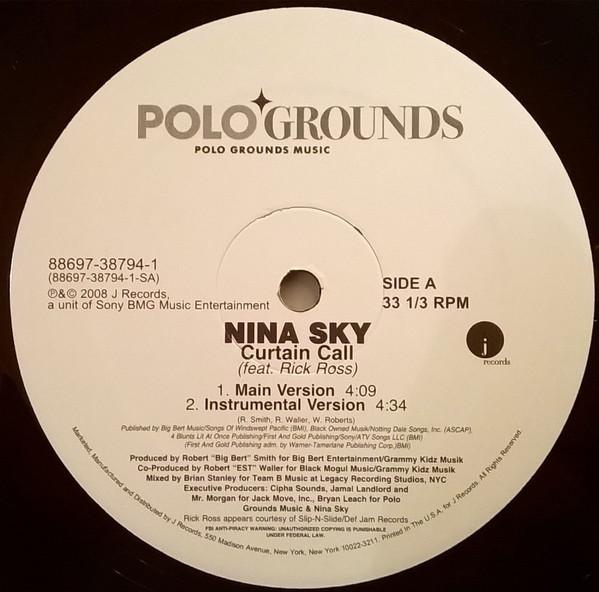 POLO GROUNDS
POLO GROUNDS MUSIC
88697-38794-1
(88697-38794-1-SA)
℗&© 2008 J Records,
a unit of Sony BMG Music Entertainment
SIDE A
33 1/3 RPM
NINA SKY
Curtain Call
(feat. Rick Ross)
j
records
1. Main Version 4:09
2. Instrumental Version 4:34
(R. Smith, R. Waller, W. Roberts)
Published by Big Bert Music/Songs Of Windswept Pacific (BMI), Black Owned Musik/Notting Dale Songs, Inc. (ASCAP),
4 Blunts Lit At Once Publishing/First And Gold Publishing/Sony/ATV Songs LLC (BMI)
(First And Gold Publishing adm. by Warner-Tamerlane Publishing Corp.)(BMI)
Produced by Robert "Big Bert" Smith for Big Bert Entertainment/Grammy Kidz Musik
Co-Produced by Robert "EST" Waller for Black Mogul Music/Grammy Kidz Musik
Mixed by Brian Stanley for Team B Music at Legacy Recording Studios, NYC
Executive Producers: Cipha Sounds, Jamal Landlord and
Mr. Morgan for Jack Move, Inc., Bryan Leach for Polo
Grounds Music & Nina Sky
Rick Ross appears courtesy of Slip-N-Slide/Def Jam Records
FBI ANTI-PIRACY WARNING: UNAUTHORIZED COPYING IS PUNISHABLE
UNDER FEDERAL LAW.
Marketed, Manufactured and Distributed by J Records, 550 Madison Avenue, New York, New York 10022-3211. Printed In The U.S.A. for J Records. All Rights Reserved.